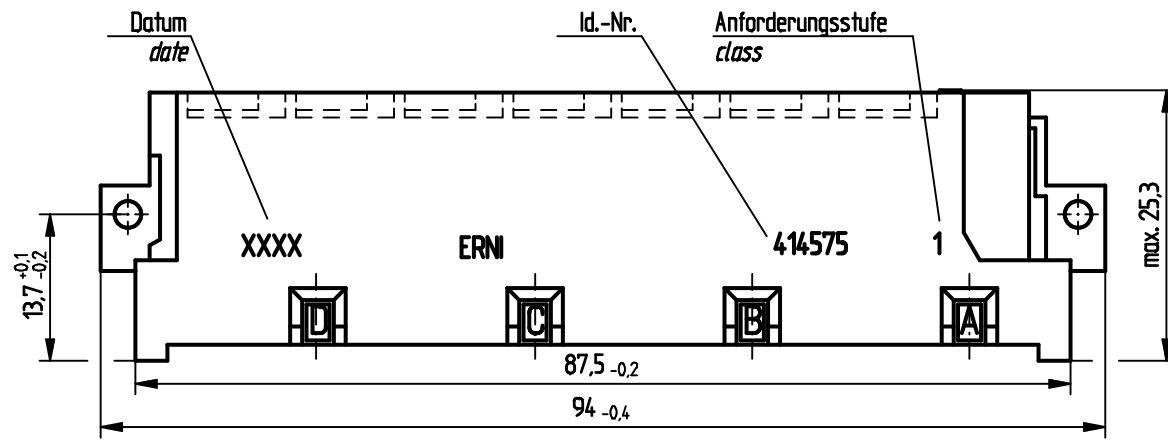 Datum
date
Id.-Nr.
Anforderungsstufe
class
XXXX
ERNI
414575
1
13,7 +0,1 -0,2
max. 25,3
D
C
B
A
87,5 -0,2
94 -0,4